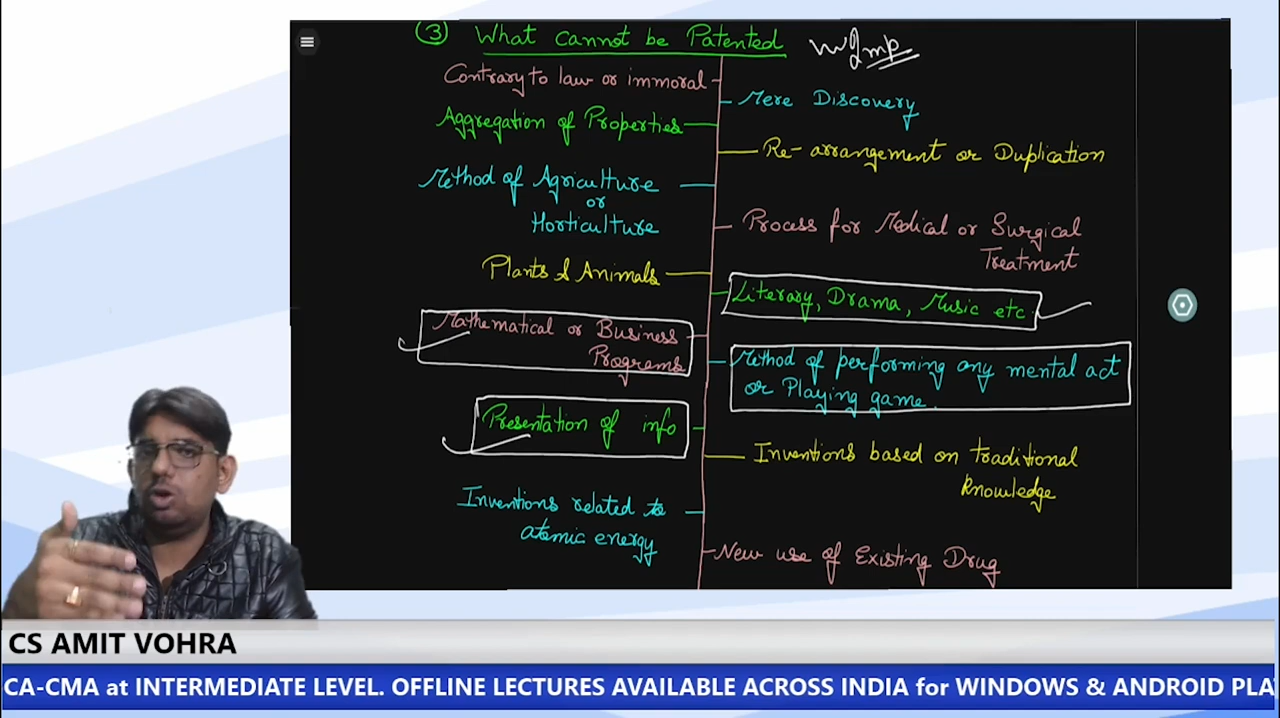 ③ What Cannot be Patented wgmp
Contrary to law or immoral
Mere Discovery
Aggregation of Properties
Re-arrangement or Duplication
Method of Agriculture
or
Horticulture
Process for Medical or Surgical
Treatment
Plants & Animals
Literary, Drama, Music etc.
Mathematical or Business
Programs
Method of performing any mental act
or Playing game.
Presentation of info
Inventions based on traditional
knowledge
Inventions related to
atomic energy
New use of Existing Drug
CS AMIT VOHRA
CA-CMA at INTERMEDIATE LEVEL. OFFLINE LECTURES AVAILABLE ACROSS INDIA for WINDOWS & ANDROID PLA